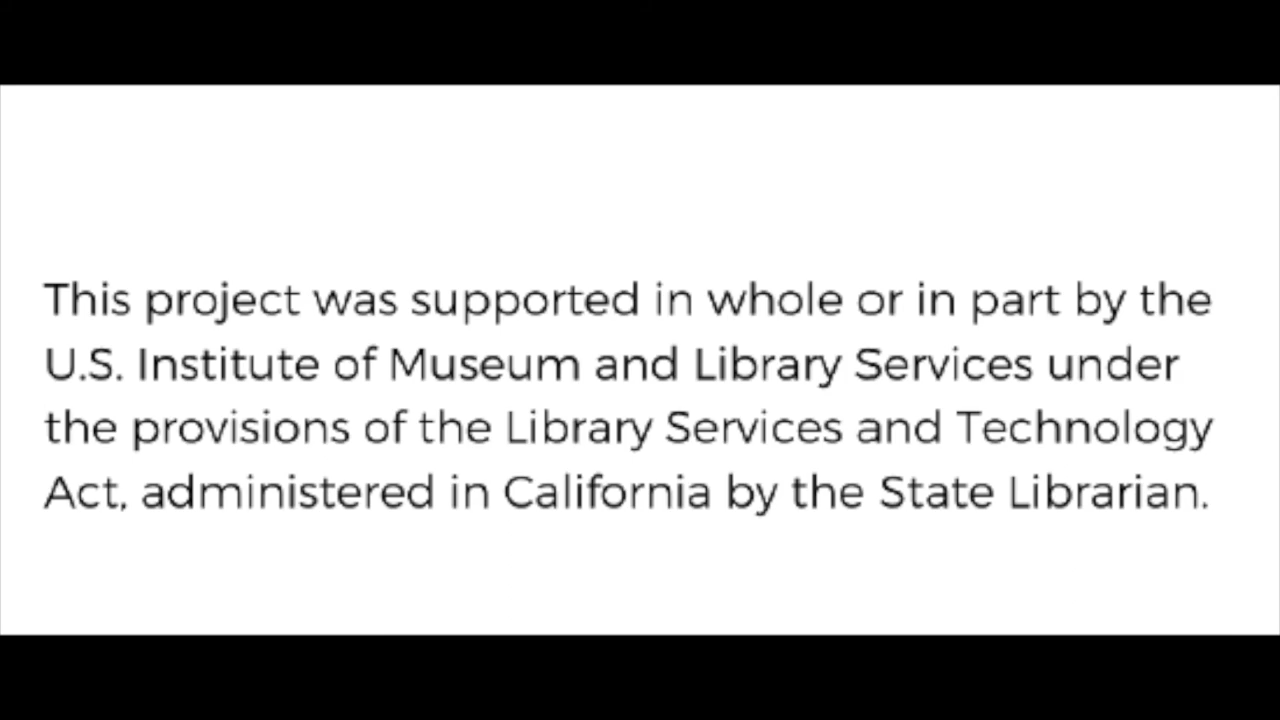 This project was supported in whole or in part by the
U.S. Institute of Museum and Library Services under
the provisions of the Library Services and Technology
Act, administered in California by the State Librarian.